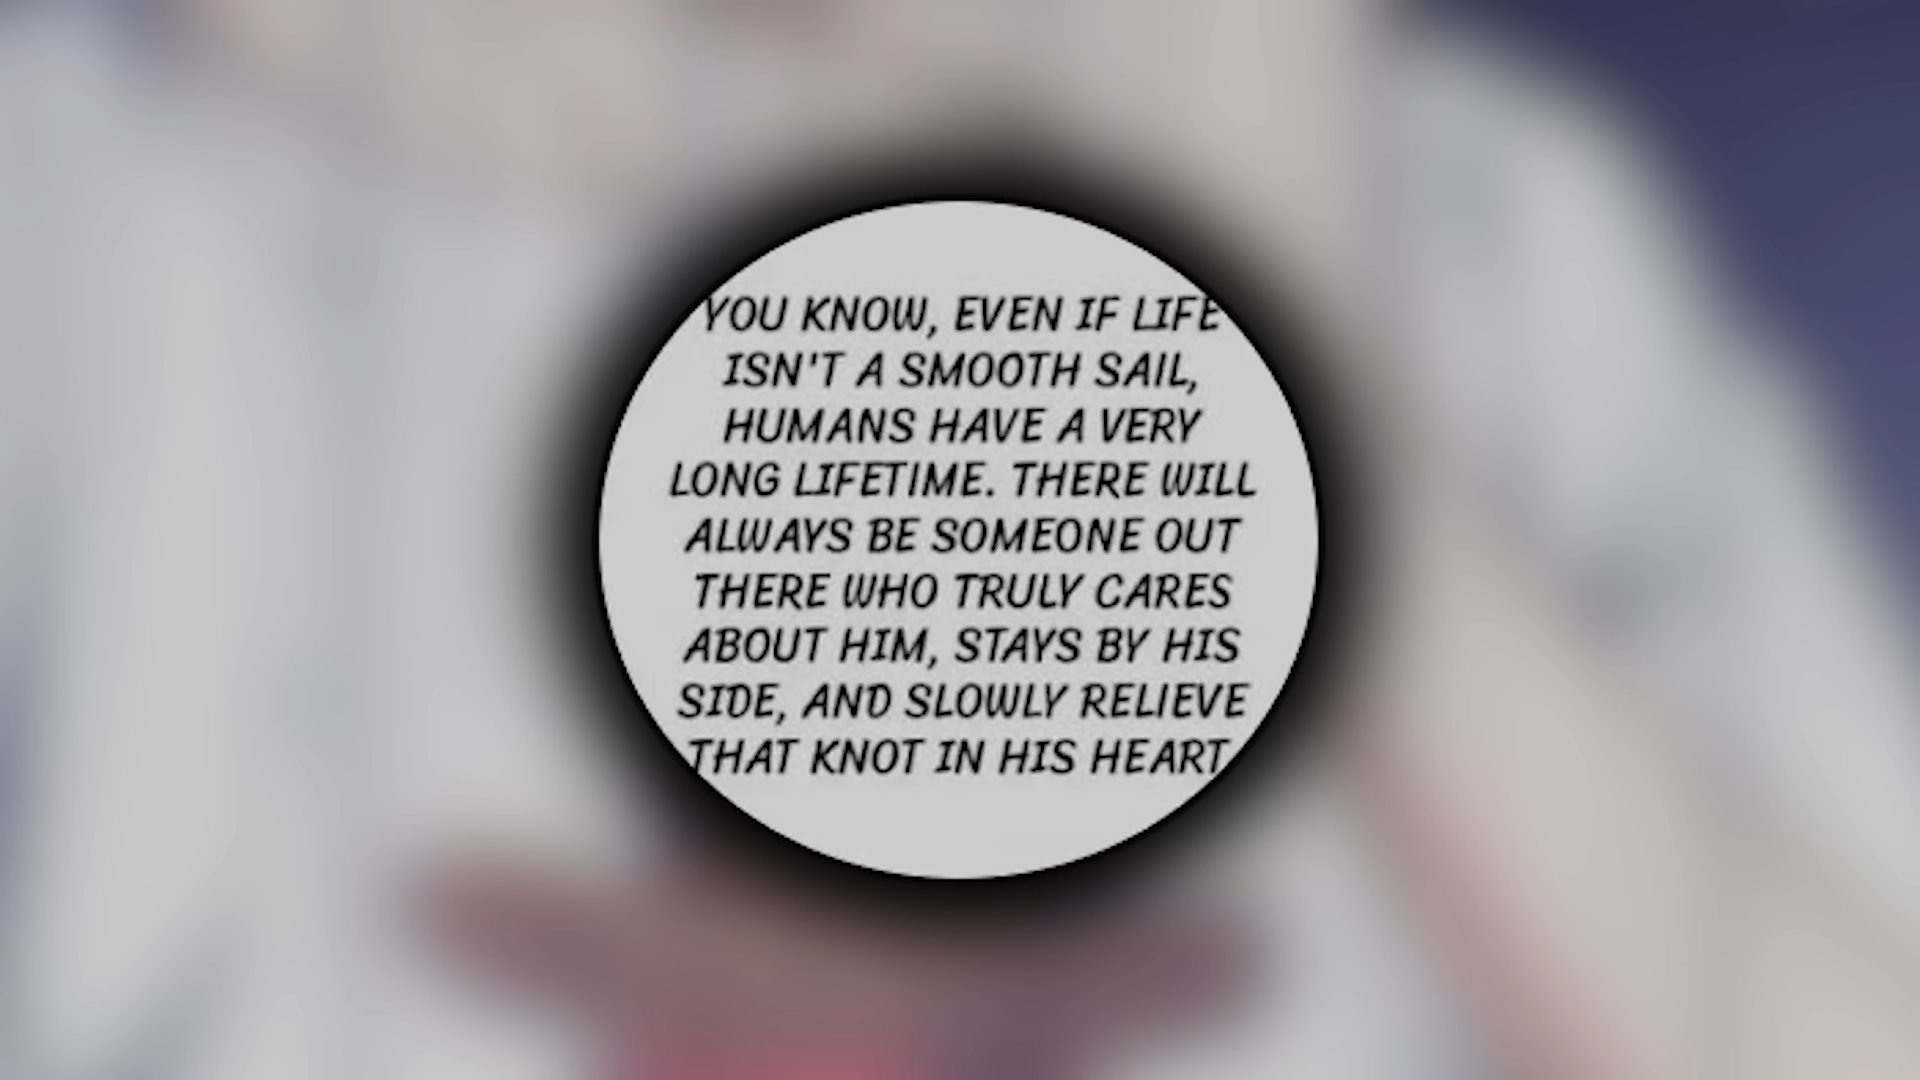 YOU KNOW, EVEN IF LIFE
ISN'T A SMOOTH SAIL,
HUMANS HAVE A VERY
LONG LIFETIME. THERE WILL
ALWAYS BE SOMEONE OUT
THERE WHO TRULY CARES
ABOUT HIM, STAYS BY HIS
SIDE, AND SLOWLY RELIEVE
THAT KNOT IN HIS HEART